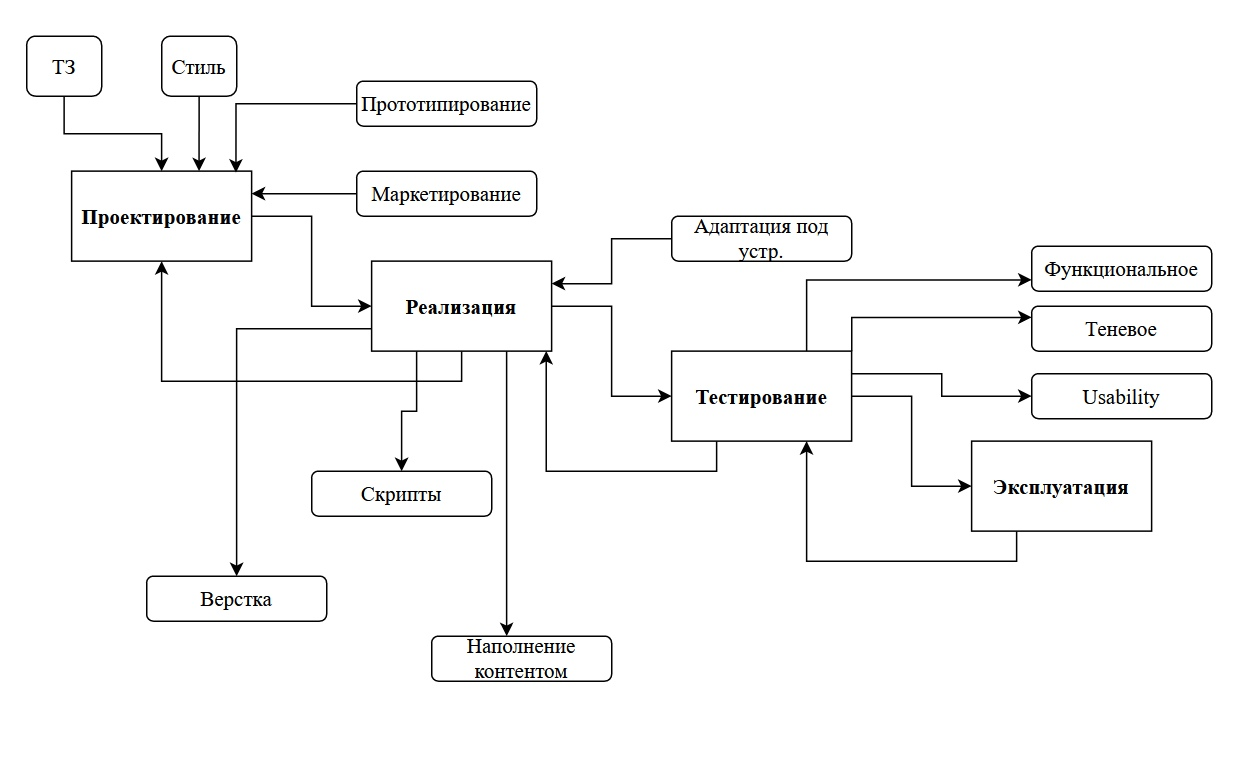 ТЗ
Стиль
Прототипирование
Маркетирование
Проектирование
Адаптация под
устр.
Реализация
Функциональное
Теневое
Usability
Тестирование
Эксплуатация
Скрипты
Верстка
Наполнение
контентом